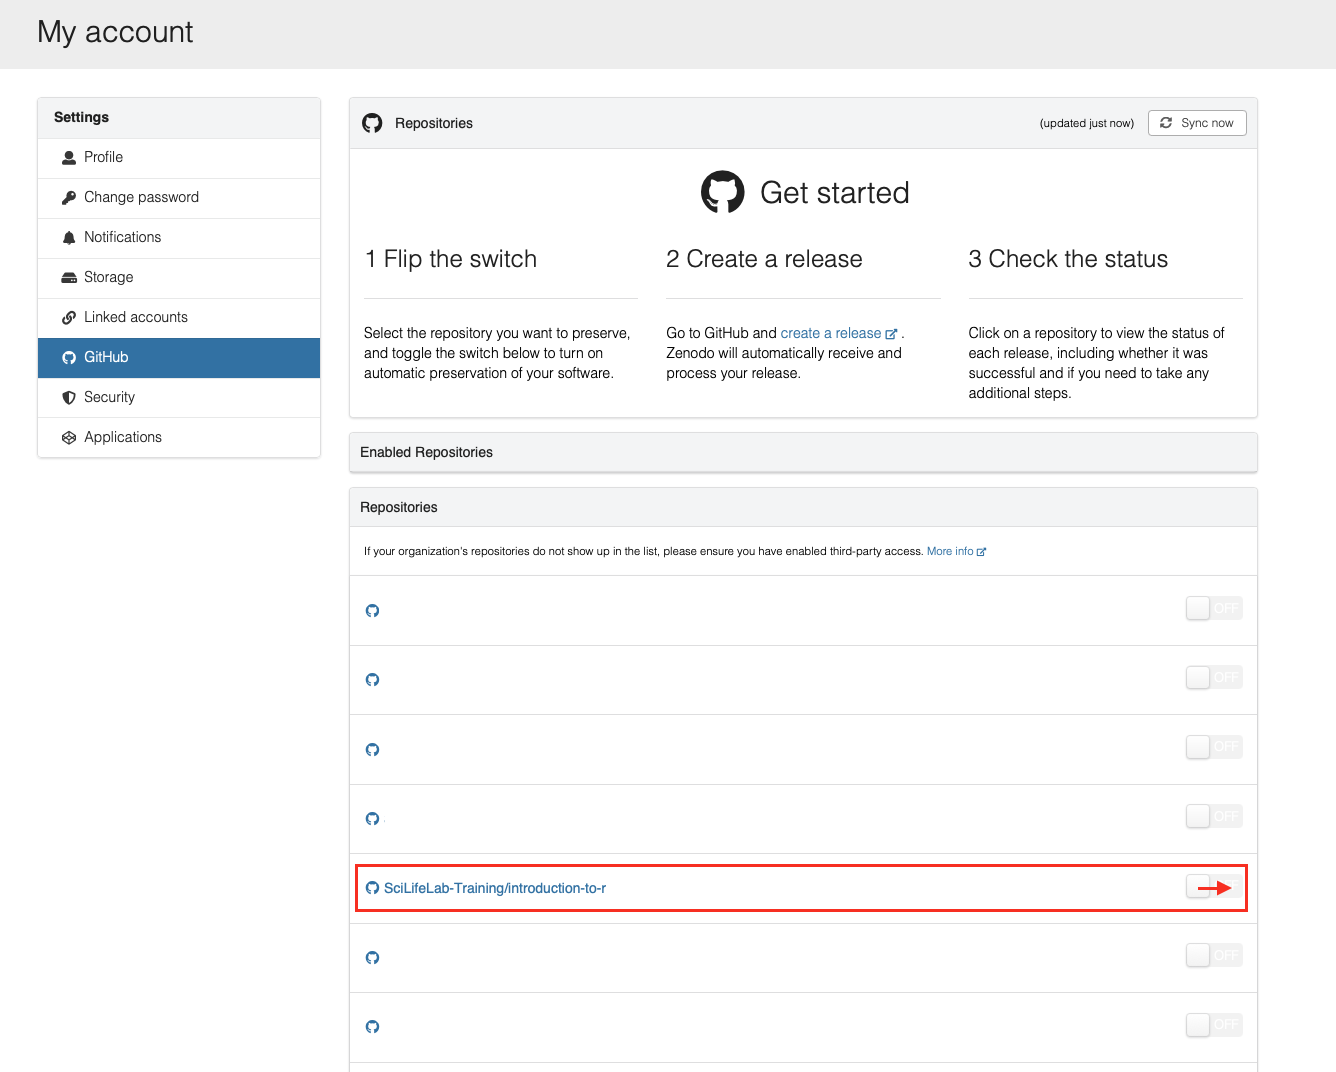 My account
Settings
Profile
Change password
Notifications
Storage
Linked accounts
GitHub
Security
Applications
Repositories
(updated just now)
Sync now
Get started
1 Flip the switch
Select the repository you want to preserve,
and toggle the switch below to turn on
automatic preservation of your software.
2 Create a release
Go to GitHub and create a release .
Zenodo will automatically receive and
process your release.
3 Check the status
Click on a repository to view the status of
each release, including whether it was
successful and if you need to take any
additional steps.
Enabled Repositories
Repositories
If your organization's repositories do not show up in the list, please ensure you have enabled third-party access. More info
OFF
OFF
OFF
OFF
SciLifeLab-Training/introduction-to-r
OFF
OFF